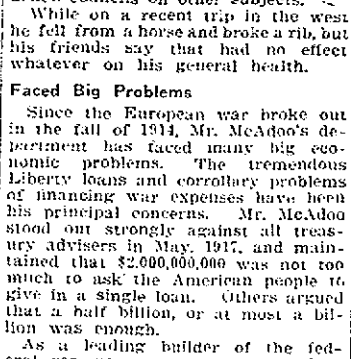 While on a recent trip in the west
he fell from a horse and broke a rib, but
his friends say that had no effect
whatever on his general health.
Faced Big Problems
Since the European war broke out
in the fall of 1914, Mr. McAdoo's de-
partment has faced many big eco-
nomic problems. The tremendous
Liberty loans and corrollary problems
of financing war expenses have been
his principal concerns. Mr. McAdoo
stood out strongly against all treas-
ury advisers in May, 1917, and main-
tained that $2,000,000,000 was not too
much to ask the American people to
give in a single loan. Others argued
that a half billion, or at most a bil-
lion was enough.
As a leading builder of the fed-